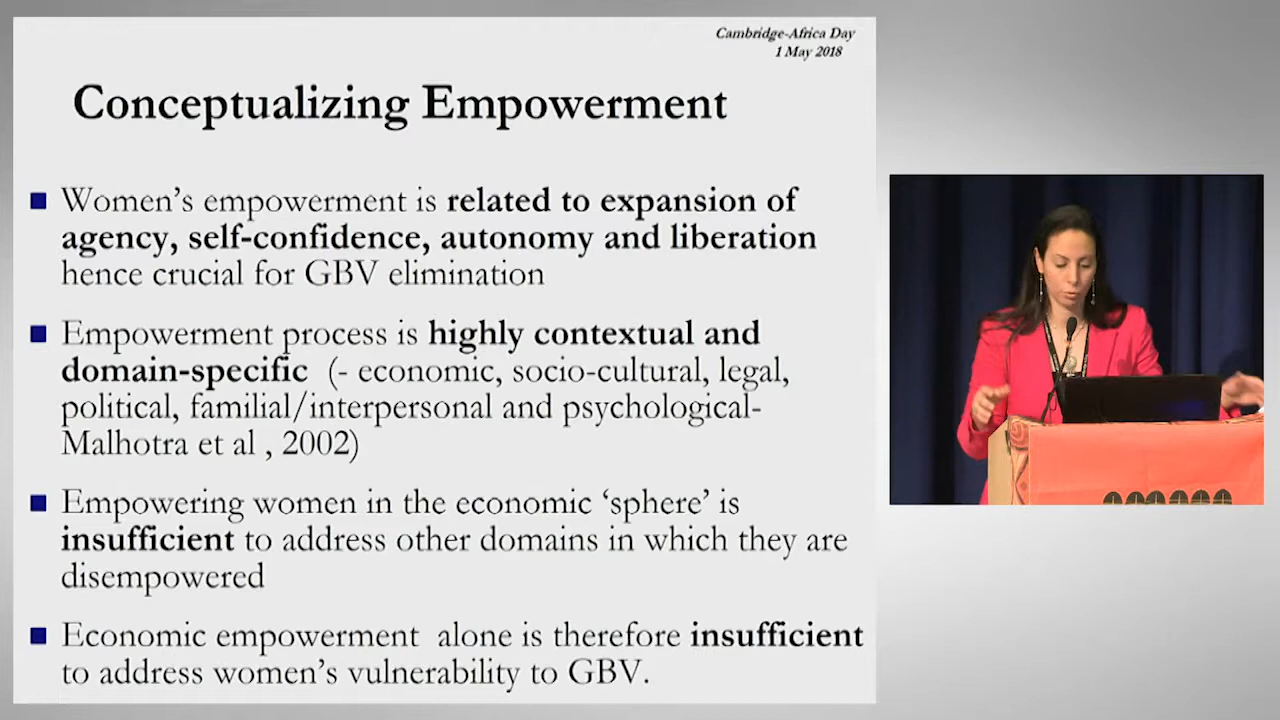 Cambridge-Africa Day
1 May 2018
Conceptualizing Empowerment
Women's empowerment is related to expansion of
agency, self-confidence, autonomy and liberation
hence crucial for GBV elimination
Empowerment process is highly contextual and
domain-specific (- economic, socio-cultural, legal,
political, familial/interpersonal and psychological-
Malhotra et al , 2002)
Empowering women in the economic ‘sphere’ is
insufficient to address other domains in which they are
disempowered
Economic empowerment alone is therefore insufficient
to address women's vulnerability to GBV.